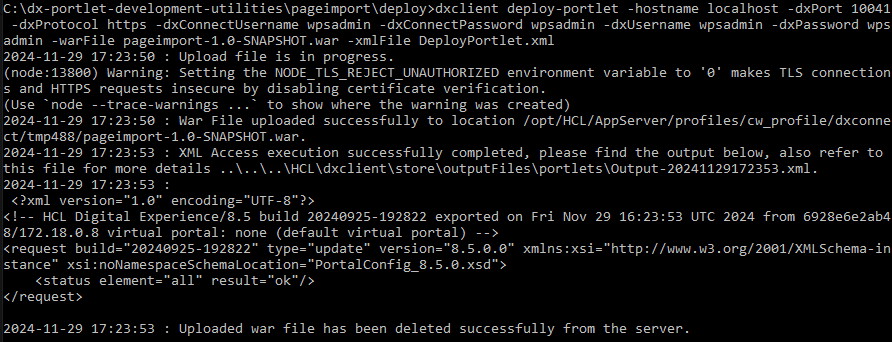 C:\dx-portlet-development-utilities\pageimport\deploy>dxclient deploy-portlet -hostname localhost -dxPort 10041
 -dxProtocol https -dxConnectUsername wpsadmin -dxConnectPassword wpsadmin -dxUsername wpsadmin -dxPassword wps
admin -warFile pageimport-1.0-SNAPSHOT.war -xmlFile DeployPortlet.xml
2024-11-29 17:23:50 : Upload file is in progress.
(node:13800) Warning: Setting the NODE_TLS_REJECT_UNAUTHORIZED environment variable to '0' makes TLS connection
s and HTTPS requests insecure by disabling certificate verification.
(Use `node --trace-warnings ...` to show where the warning was created)
2024-11-29 17:23:50 : War File uploaded successfully to location /opt/HCL/AppServer/profiles/cw_profile/dxconne
ct/tmp488/pageimport-1.0-SNAPSHOT.war.
2024-11-29 17:23:53 : XML Access execution successfully completed, please find the output below, also refer to
this file for more details ..\..\..\HCL\dxclient\store\outputFiles\portlets\Output-20241129172353.xml.
2024-11-29 17:23:53 :
 <?xml version="1.0" encoding="UTF-8"?>
<!-- HCL Digital Experience/8.5 build 20240925-192822 exported on Fri Nov 29 16:23:53 UTC 2024 from 6928e6e2ab4
8/172.18.0.8 virtual portal: none (default virtual portal) -->
<request build="20240925-192822" type="update" version="8.5.0.0" xmlns:xsi="http://www.w3.org/2001/XMLSchema-in
stance" xsi:noNamespaceSchemaLocation="PortalConfig_8.5.0.xsd">
    <status element="all" result="ok"/>
</request>

2024-11-29 17:23:53 : Uploaded war file has been deleted successfully from the server.